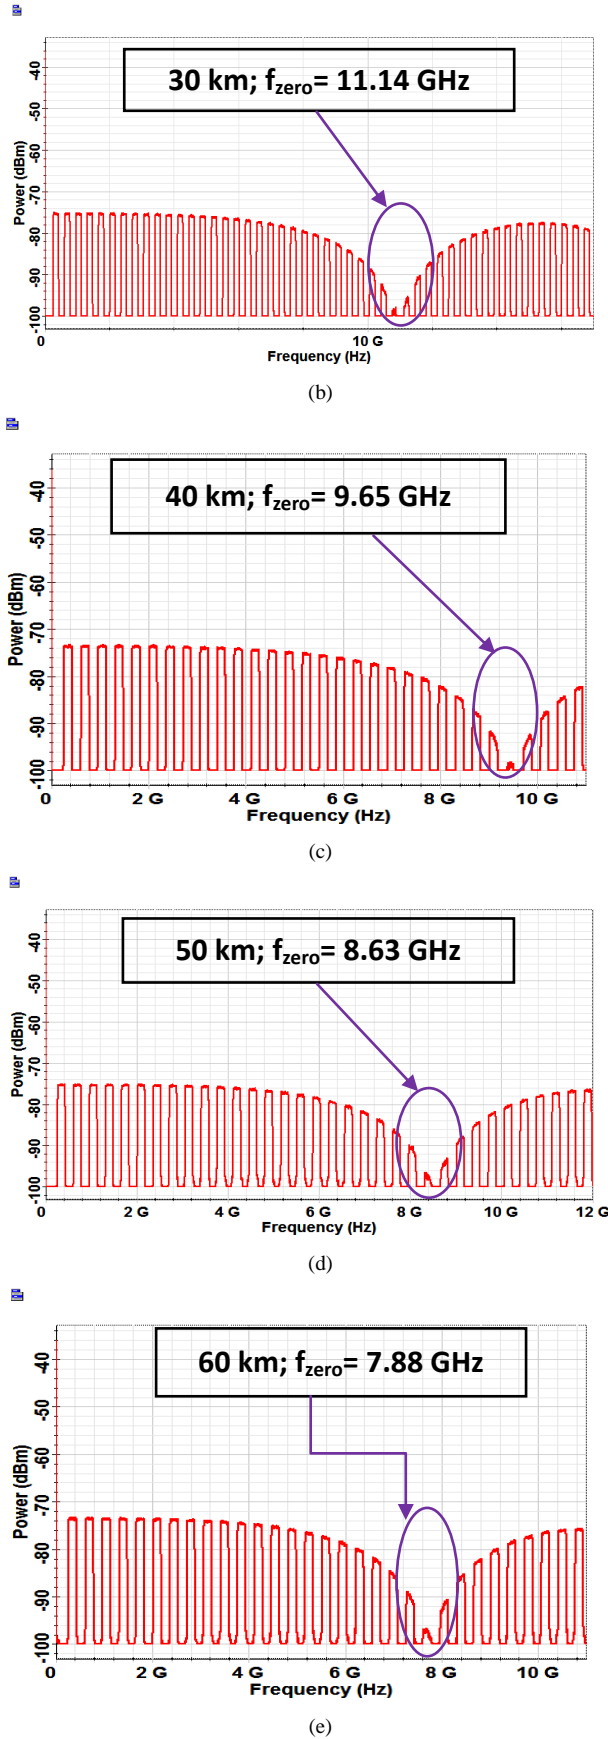 30 km; fzero= 11.14 GHz
Power (dBm)
-40
-50
-60
-70
-80
-90
-100
0
10 G
Frequency (Hz)
(b)
40 km; fzero= 9.65 GHz
Power (dBm)
-40
-50
-60
-70
-80
-90
-100
0 2 G 4 G 6 G 8 G 10 G
Frequency (Hz)
(c)
50 km; fzero= 8.63 GHz
Power (dBm)
-40
-50
-60
-70
-80
-90
-100
0 2 G 4 G 6 G 8 G 10 G 12 G
Frequency (Hz)
(d)
60 km; fzero= 7.88 GHz
Power (dBm)
-40
-50
-60
-70
-80
-90
-100
0 2 G 4 G 6 G 8 G 10 G
Frequency (Hz)
(e)